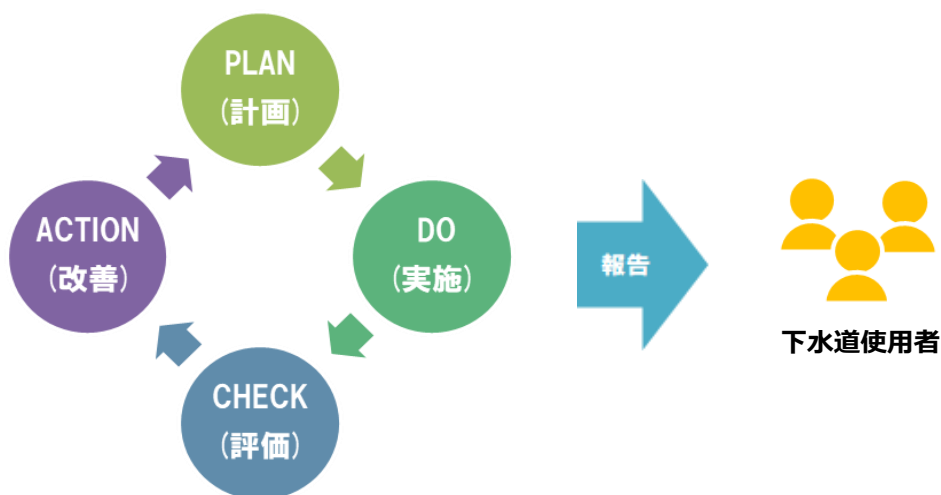 PLAN
(計画)
DO
(実施)
CHECK
(評価)
ACTION
(改善)
報告
下水道使用者